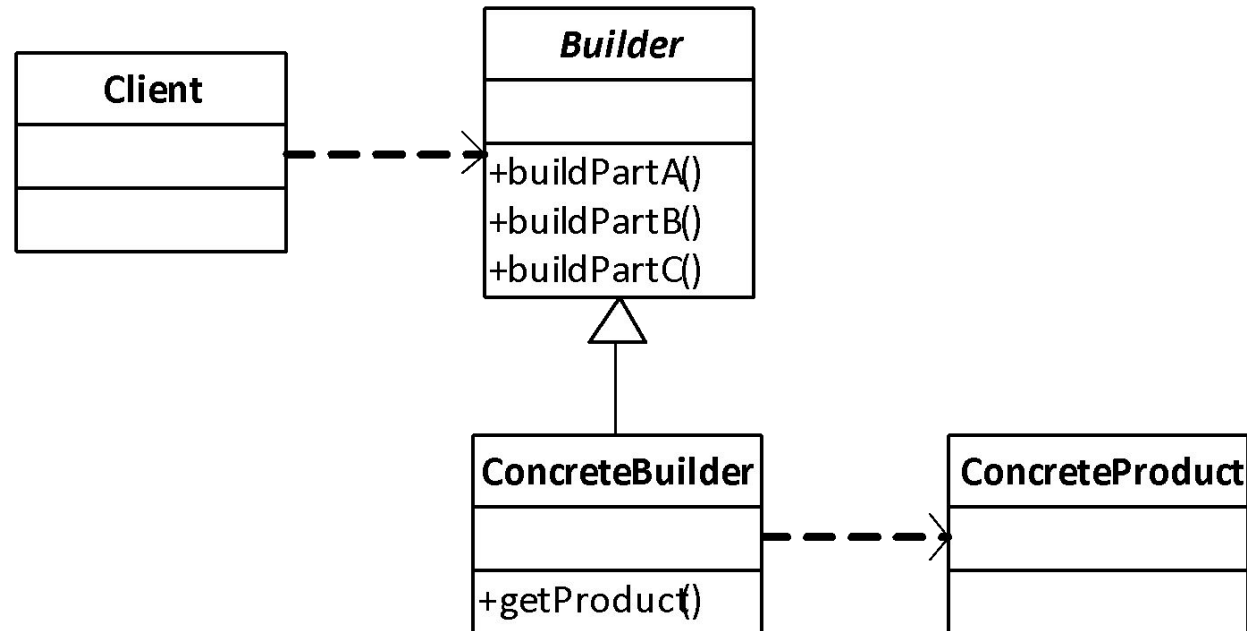 Builder
Client
+buildPartA()
+buildPartB()
+buildPartC()
ConcreteBuilder
ConcreteProduct
+getProduct()